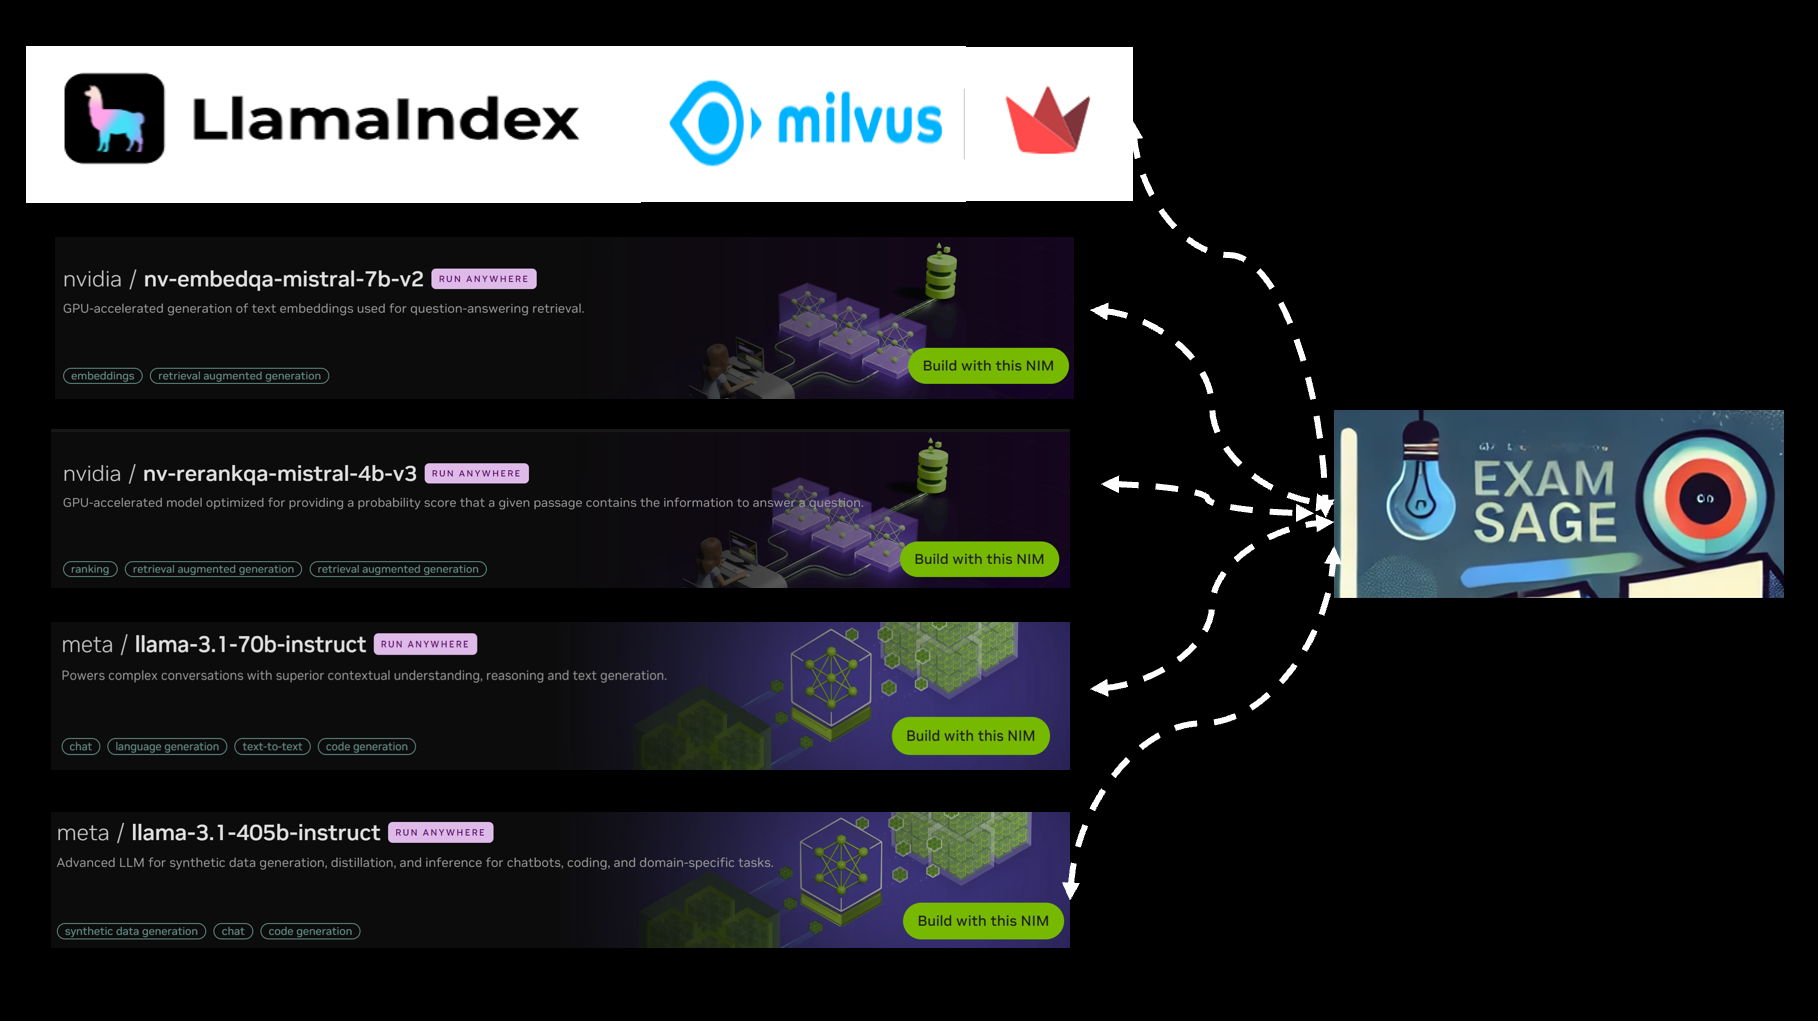 LlamaIndex
milvus
nvidia / nv-embedqa-mistral-7b-v2 RUN ANYWHERE
GPU-accelerated generation of text embeddings used for question-answering retrieval.
Build with this NIM
embeddings retrieval augmented generation
nvidia / nv-rerankqa-mistral-4b-v3 RUN ANYWHERE
GPU-accelerated model optimized for providing a probability score that a given passage contains the information to answer a question.
Build with this NIM
ranking retrieval augmented generation retrieval augmented generation
EXAM
SAGE
meta / llama-3.1-70b-instruct RUN ANYWHERE
Powers complex conversations with superior contextual understanding, reasoning and text generation.
Build with this NIM
chat language generation text-to-text code generation
meta / llama-3.1-405b-instruct RUN ANYWHERE
Advanced LLM for synthetic data generation, distillation, and inference for chatbots, coding, and domain-specific tasks.
Build with this NIM
synthetic data generation chat code generation